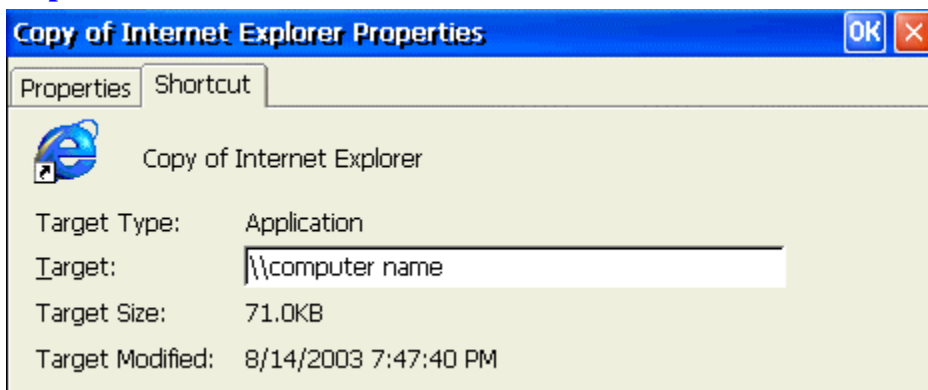 Copy of Internet Explorer Properties OK
Properties Shortcut
Copy of Internet Explorer
Target Type: Application
Target: \\computer name
Target Size: 71.0KB
Target Modified: 8/14/2003 7:47:40 PM